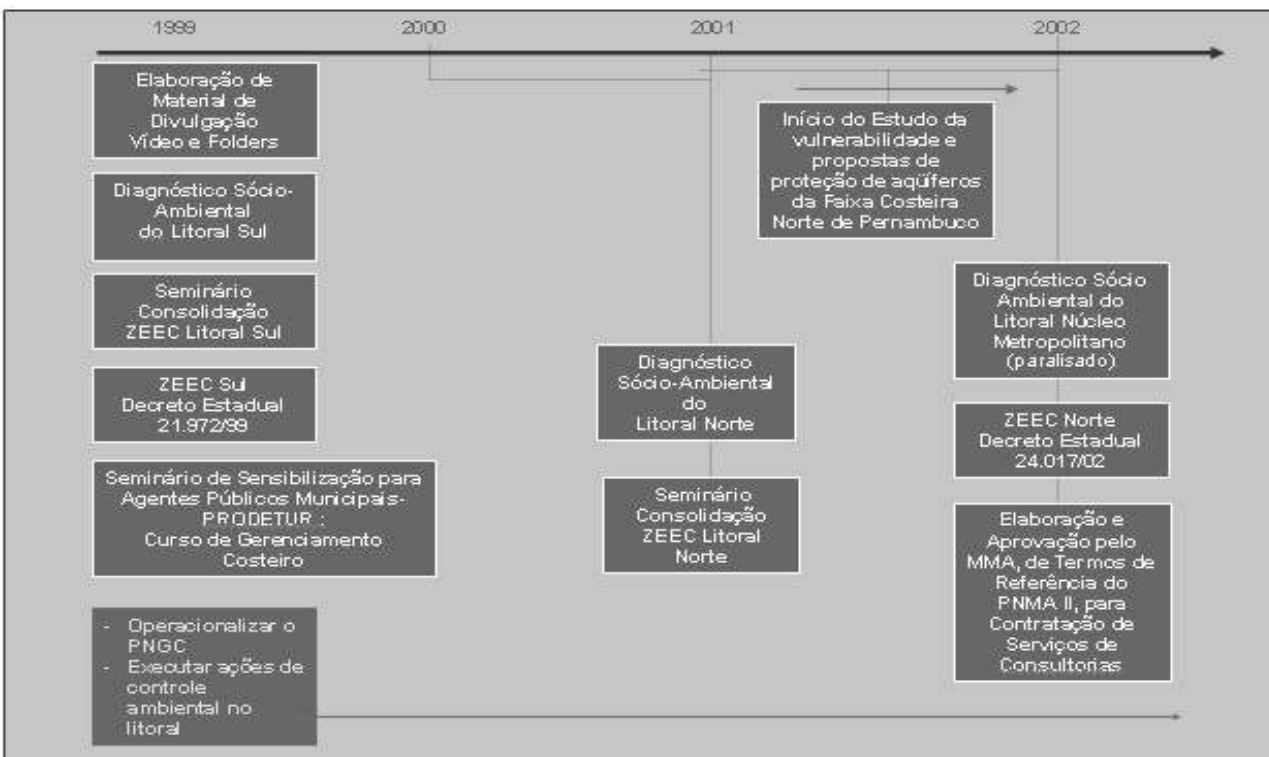 1999 2000 2001 2002
Elaboração de
Material de
Divulgação
Vídeo e Folders
Diagnóstico Sócio-
Ambiental
do Litoral Sul
Seminário
Consolidação
ZEEC Litoral Sul
ZEEC Sul
Decreto Estadual
21.972/99
Seminário de Sensibilização para
Agentes Públicos Municipais-
PRODETUR :
Curso de Gerenciamento
Costeiro
- Operacionalizar o
PNGC
- Executar ações de
controle
ambiental no
litoral
Diagnóstico
Sócio-Ambiental
do
Litoral Norte
Seminário
Consolidação
ZEEC Litoral
Norte
Início do Estudo da
vulnerabilidade e
propostas de
proteção de aqüíferos
da Faixa Costeira
Norte de Pernambuco
Diagnóstico Sócio
Ambiental do
Litoral Núcleo
Metropolitano
(paralisado)
ZEEC Norte
Decreto Estadual
24.017/02
Elaboração e
Aprovação pelo
MMA, de Termos de
Referência do
PNMA II, para
Contratação de
Serviços de
Consultorias